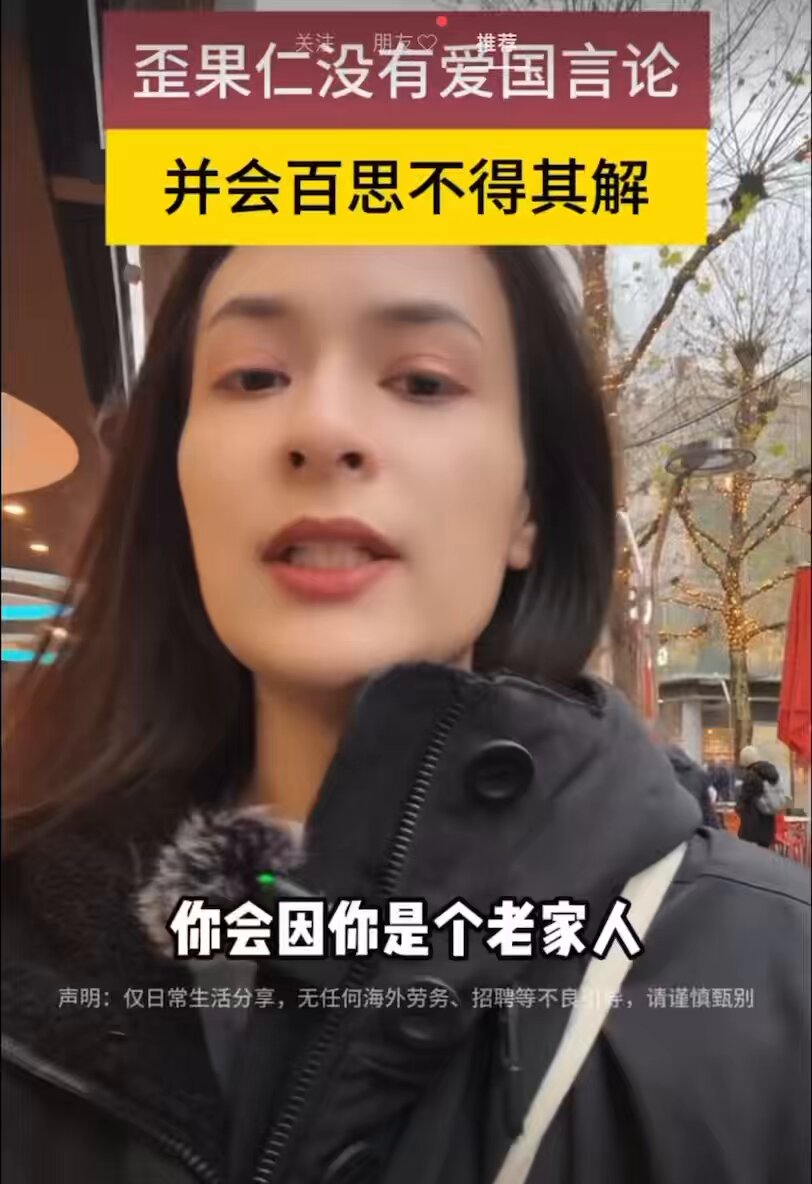 关注 朋友♡ 推荐
歪果仁没有爱国言论
并会百思不得其解
你会因你是个老家人
声明：仅日常生活分享，无任何海外劳务、招聘等不良引导，请谨慎甄别